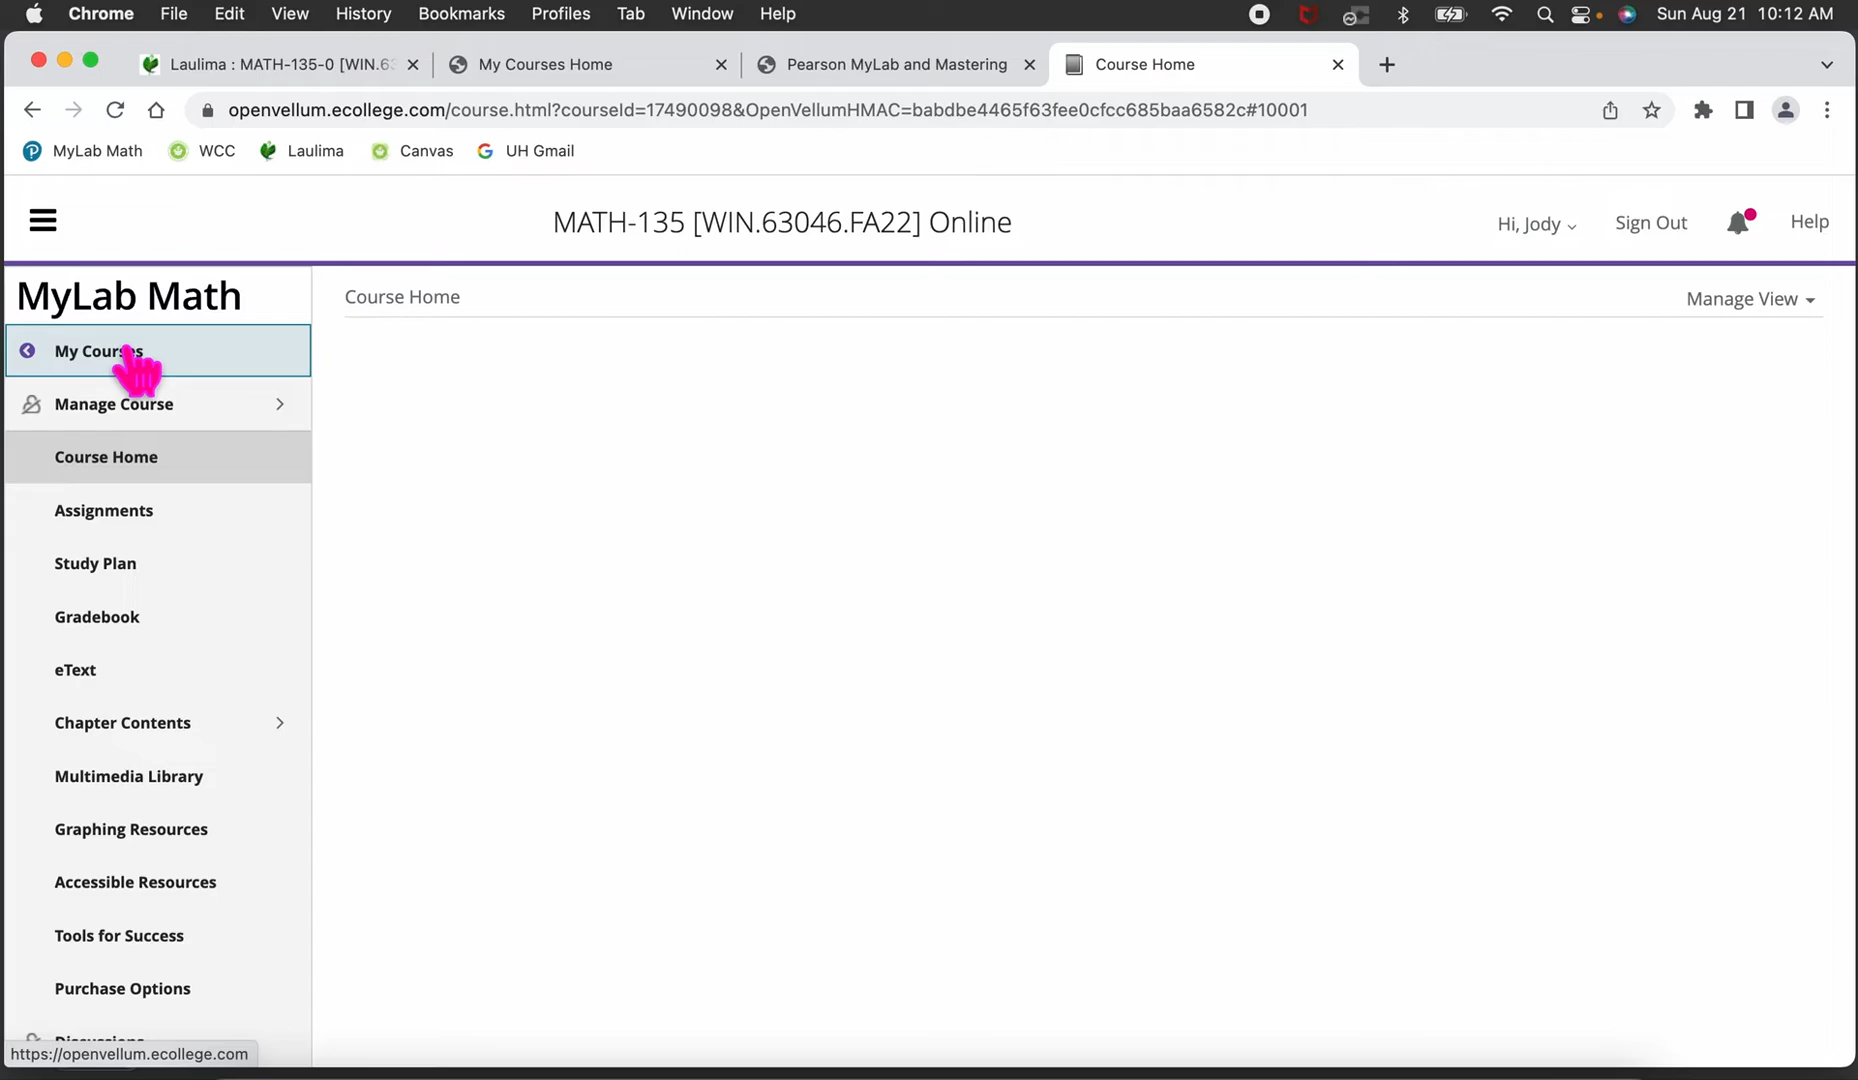 Chrome File Edit View History Bookmarks Profiles Tab Window Help Sun Aug 21 10:12 AM
Laulima : MATH-135-0 [WIN.63 My Courses Home Pearson MyLab and Mastering Course Home
openvellum.ecollege.com/course.html?courseId=17490098&OpenVellumHMAC=babdbe4465f63fee0cfcc685baa6582c#10001
MyLab Math WCC Laulima Canvas UH Gmail
MATH-135 [WIN.63046.FA22] Online Hi, Jody Sign Out Help
MyLab Math
Course Home Manage View
My Courses
Manage Course
Course Home
Assignments
Study Plan
Gradebook
eText
Chapter Contents
Multimedia Library
Graphing Resources
Accessible Resources
Tools for Success
Purchase Options
Discussions
https://openvellum.ecollege.com